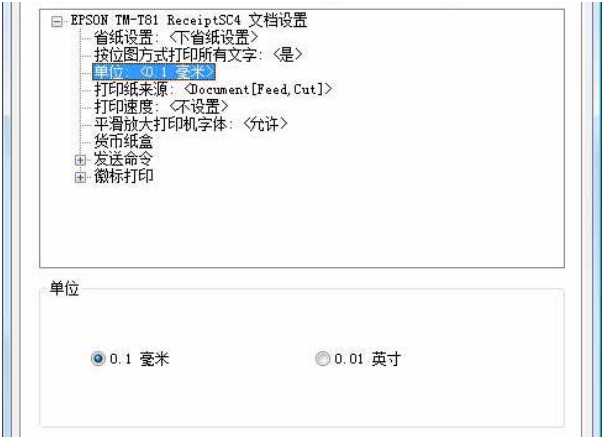 EPSON TM-T81 ReceiptSC4 文档设置
省纸设置: <下省纸设置>
按位图方式打印所有文字: <是>
单位: <0.1 毫米>
打印纸来源: <Document[Feed,Cut]>
打印速度: <不设置>
平滑放大打印机字体: <允许>
货币纸盒
发送命令
徽标打印
单位
0.1 毫米
0.01 英寸